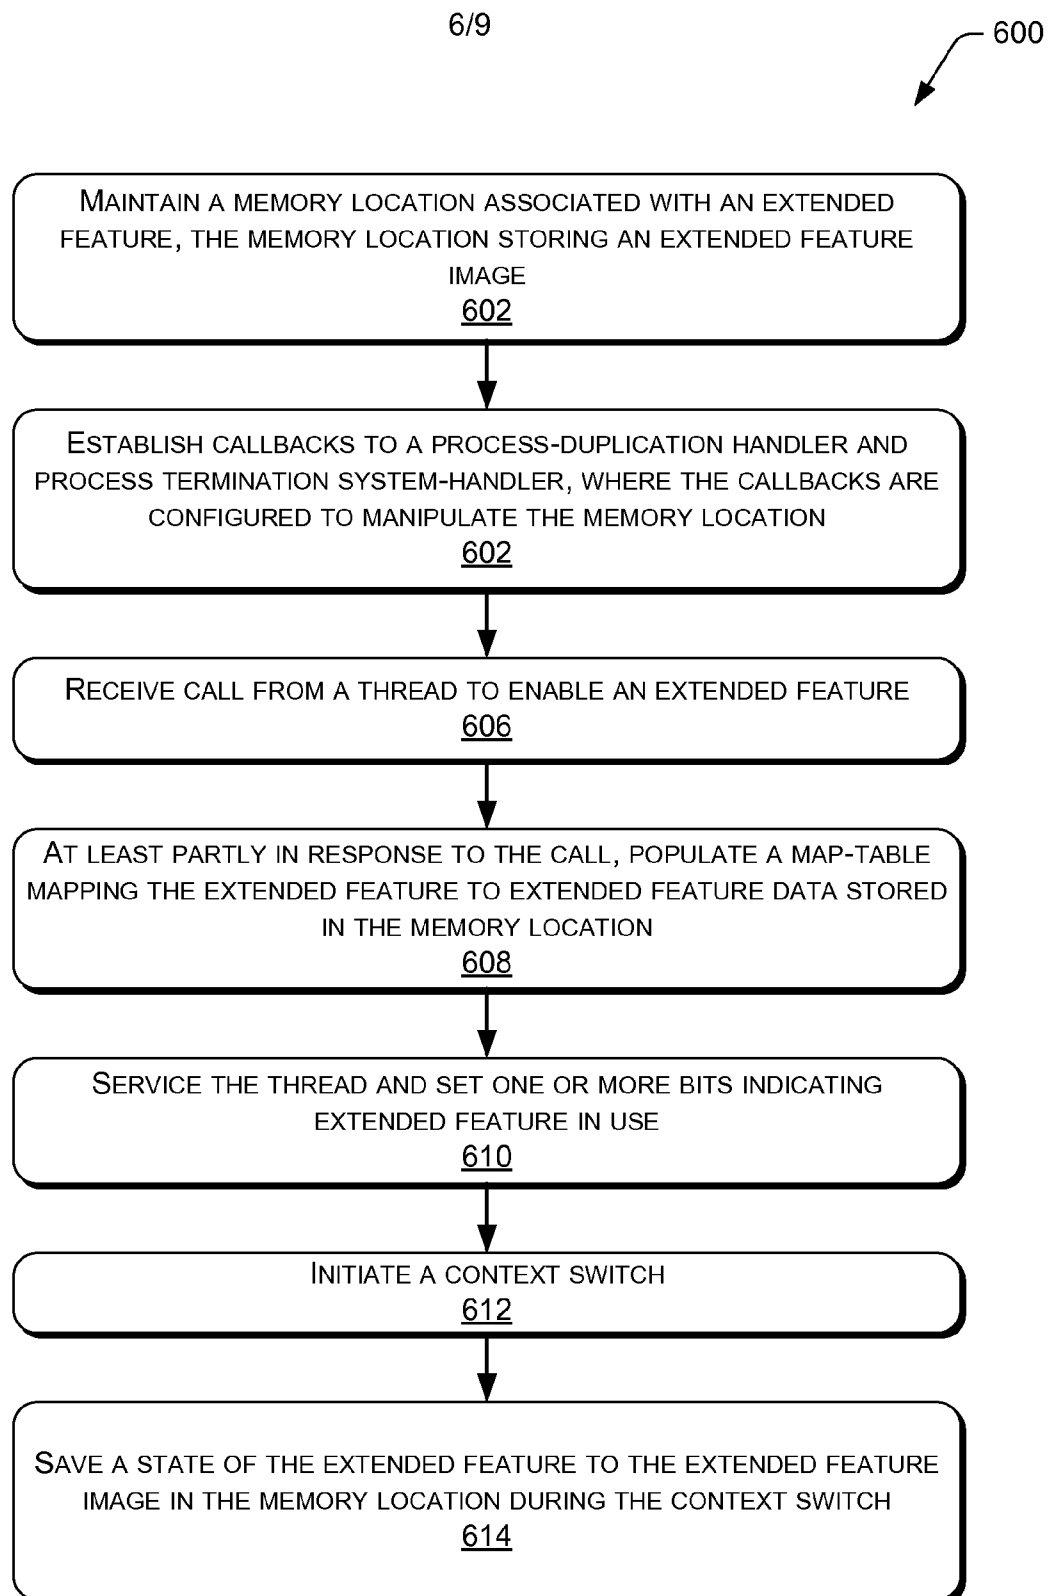 6/9
600
MAINTAIN A MEMORY LOCATION ASSOCIATED WITH AN EXTENDED
FEATURE, THE MEMORY LOCATION STORING AN EXTENDED FEATURE
IMAGE
602
ESTABLISH CALLBACKS TO A PROCESS-DUPLICATION HANDLER AND
PROCESS TERMINATION SYSTEM-HANDLER, WHERE THE CALLBACKS ARE
CONFIGURED TO MANIPULATE THE MEMORY LOCATION
602
RECEIVE CALL FROM A THREAD TO ENABLE AN EXTENDED FEATURE
606
AT LEAST PARTLY IN RESPONSE TO THE CALL, POPULATE A MAP-TABLE
MAPPING THE EXTENDED FEATURE TO EXTENDED FEATURE DATA STORED
IN THE MEMORY LOCATION
608
SERVICE THE THREAD AND SET ONE OR MORE BITS INDICATING
EXTENDED FEATURE IN USE
610
INITIATE A CONTEXT SWITCH
612
SAVE A STATE OF THE EXTENDED FEATURE TO THE EXTENDED FEATURE
IMAGE IN THE MEMORY LOCATION DURING THE CONTEXT SWITCH
614